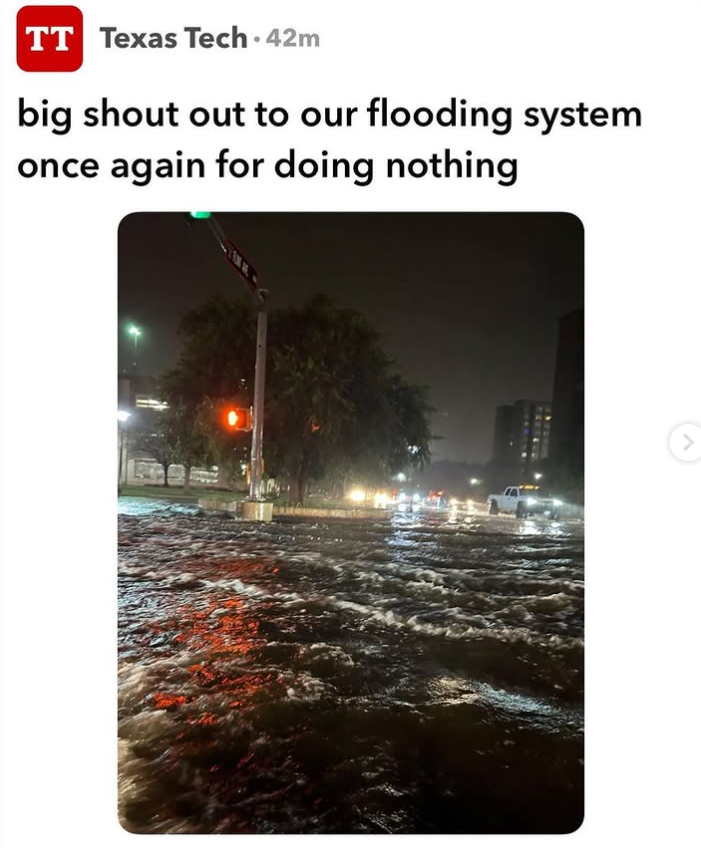 TT Texas Tech · 42m
big shout out to our flooding system
once again for doing nothing